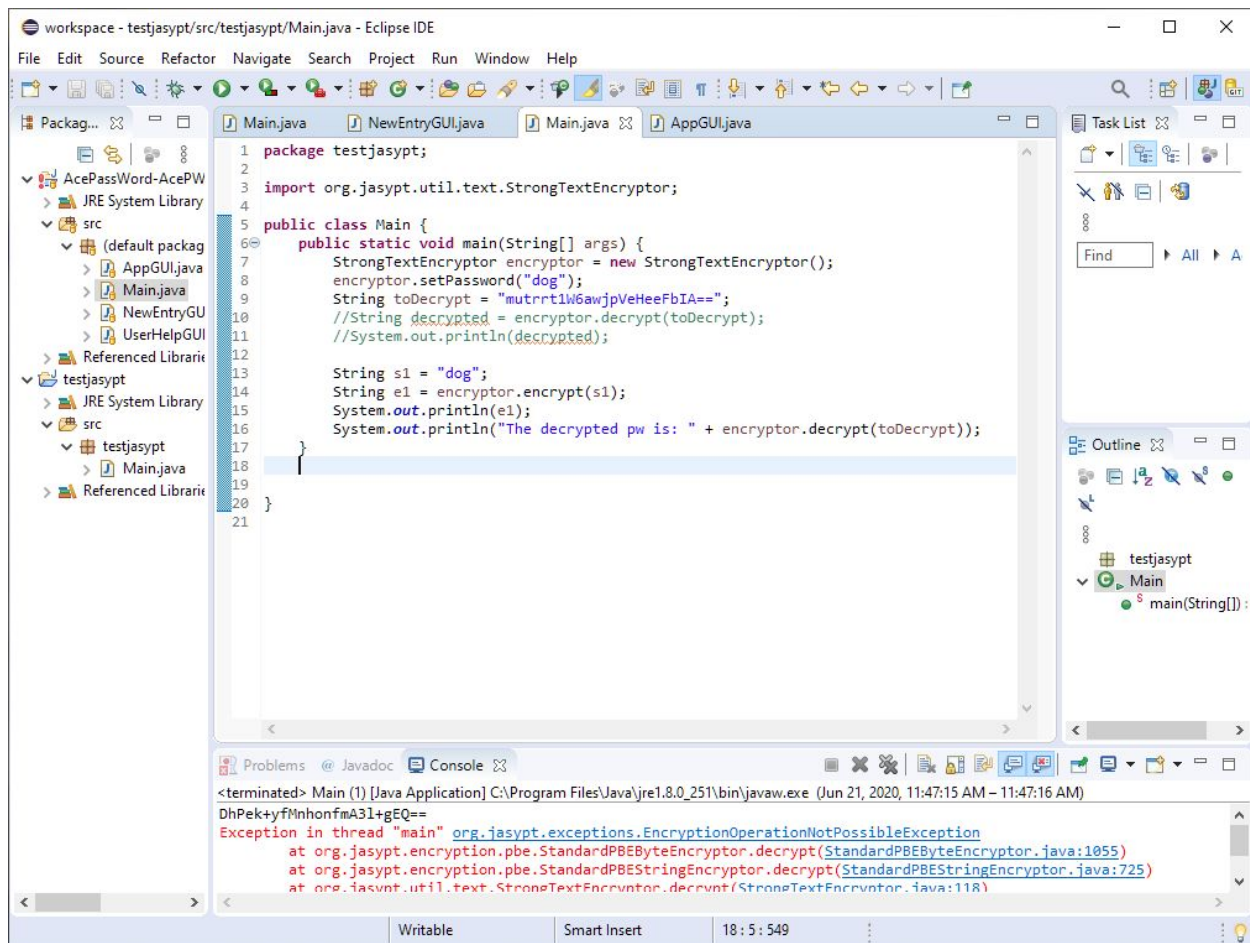 workspace - testjasypt/src/testjasypt/Main.java - Eclipse IDE
File Edit Source Refactor Navigate Search Project Run Window Help
Packag...
AcePassWord-AcePW
JRE System Library
src
(default packag
AppGUI.java
Main.java
NewEntryGU
UserHelpGUI
Referenced Librarie
testjasypt
JRE System Library
src
testjasypt
Main.java
Referenced Librarie
Main.java NewEntryGUI.java Main.java AppGUI.java
1 package testjasypt;
2
3 import org.jasypt.util.text.StrongTextEncryptor;
4
5 public class Main {
6 public static void main(String[] args) {
7 StrongTextEncryptor encryptor = new StrongTextEncryptor();
8 encryptor.setPassword("dog");
9 String toDecrypt = "mutrrt1W6awjpVeHeeFbIA==";
10 //String decrypted = encryptor.decrypt(toDecrypt);
11 //System.out.println(decrypted);
12
13 String s1 = "dog";
14 String e1 = encryptor.encrypt(s1);
15 System.out.println(e1);
16 System.out.println("The decrypted pw is: " + encryptor.decrypt(toDecrypt));
17 }
18
19
20 }
21
Task List
Find All A
Outline
testjasypt
Main
main(String[]) :
Problems @ Javadoc Console
<terminated> Main (1) [Java Application] C:\Program Files\Java\jre1.8.0_251\bin\javaw.exe (Jun 21, 2020, 11:47:15 AM – 11:47:16 AM)
DhPek+yfMnhonfmA3l+gEQ==
Exception in thread "main" org.jasypt.exceptions.EncryptionOperationNotPossibleException
at org.jasypt.encryption.pbe.StandardPBEByteEncryptor.decrypt(StandardPBEByteEncryptor.java:1055)
at org.jasypt.encryption.pbe.StandardPBEStringEncryptor.decrypt(StandardPBEStringEncryptor.java:725)
at org.jasypt.util.text.StrongTextEncryptor.decrypt(StrongTextEncryptor.java:118)
Writable Smart Insert 18 : 5 : 549